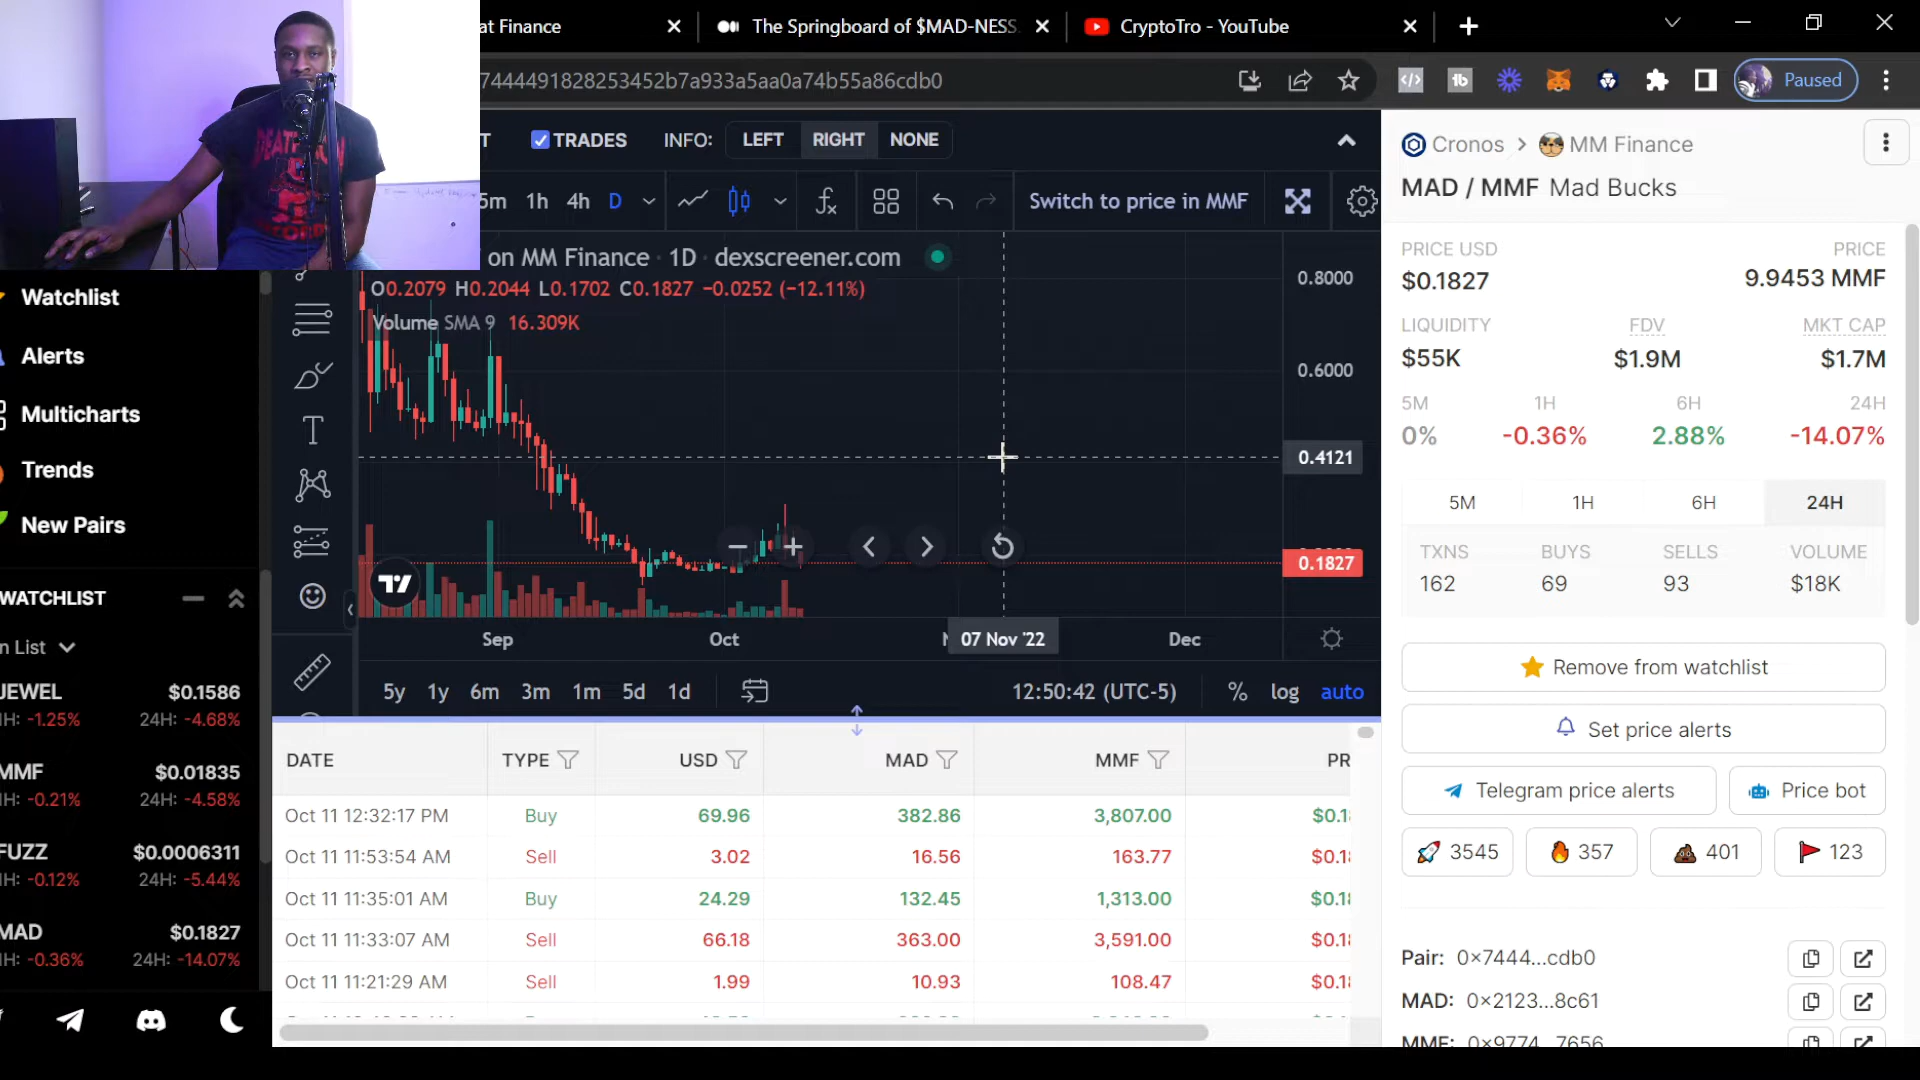 at Finance
The Springboard of $MAD-NESS
CryptoTro - YouTube
7444491828253452b7a933a5aa0a74b55a86cdb0
Paused
TRADES
INFO:
LEFT
RIGHT
NONE
5m
1h
4h
D
Switch to price in MMF
on MM Finance · 1D · dexscreener.com
O0.2079 H0.2044 L0.1702 C0.1827 −0.0252 (−12.11%)
Volume SMA 9 16.309K
0.8000
0.6000
0.4121
0.1827
Sep
Oct
07 Nov '22
Dec
5y
1y
6m
3m
1m
5d
1d
12:50:42 (UTC-5)
%
log
auto
Watchlist
Alerts
Multicharts
Trends
New Pairs
WATCHLIST
n List
JEWEL $0.1586
1H: -1.25% 24H: -4.68%
MMF $0.01835
1H: -0.21% 24H: -4.58%
FUZZ $0.0006311
1H: -0.12% 24H: -5.44%
MAD $0.1827
1H: -0.36% 24H: -14.07%
DATE TYPE USD MAD MMF PR
Oct 11 12:32:17 PM Buy 69.96 382.86 3,807.00 $0.1
Oct 11 11:53:54 AM Sell 3.02 16.56 163.77 $0.1
Oct 11 11:35:01 AM Buy 24.29 132.45 1,313.00 $0.1
Oct 11 11:33:07 AM Sell 66.18 363.00 3,591.00 $0.1
Oct 11 11:21:29 AM Sell 1.99 10.93 108.47 $0.1
Cronos > MM Finance
MAD / MMF Mad Bucks
PRICE USD PRICE
$0.1827 9.9453 MMF
LIQUIDITY FDV MKT CAP
$55K $1.9M $1.7M
5M 1H 6H 24H
0% -0.36% 2.88% -14.07%
5M 1H 6H 24H
TXNS BUYS SELLS VOLUME
162 69 93 $18K
Remove from watchlist
Set price alerts
Telegram price alerts
Price bot
3545
357
401
123
Pair: 0×7444...cdb0
MAD: 0×2123...8c61
MMF: 0×9774...7656